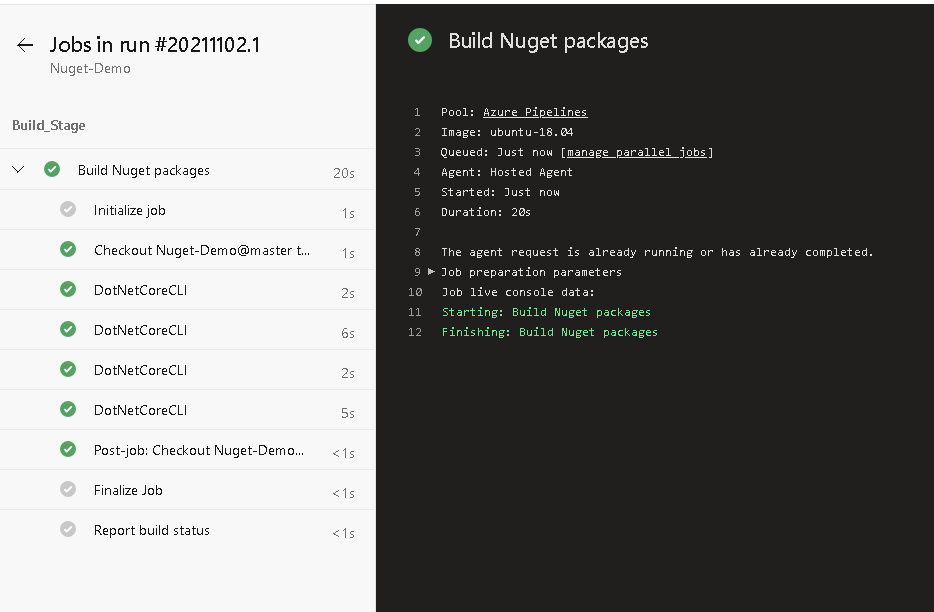 Jobs in run #20211102.1
Nuget-Demo
Build_Stage
Build Nuget packages 20s
Initialize job 1s
Checkout Nuget-Demo@master t... 1s
DotNetCoreCLI 2s
DotNetCoreCLI 6s
DotNetCoreCLI 2s
DotNetCoreCLI 5s
Post-job: Checkout Nuget-Demo... <1s
Finalize Job <1s
Report build status <1s
Build Nuget packages
1 Pool: Azure Pipelines
2 Image: ubuntu-18.04
3 Queued: Just now [manage parallel jobs]
4 Agent: Hosted Agent
5 Started: Just now
6 Duration: 20s
7
8 The agent request is already running or has already completed.
9 Job preparation parameters
10 Job live console data:
11 Starting: Build Nuget packages
12 Finishing: Build Nuget packages